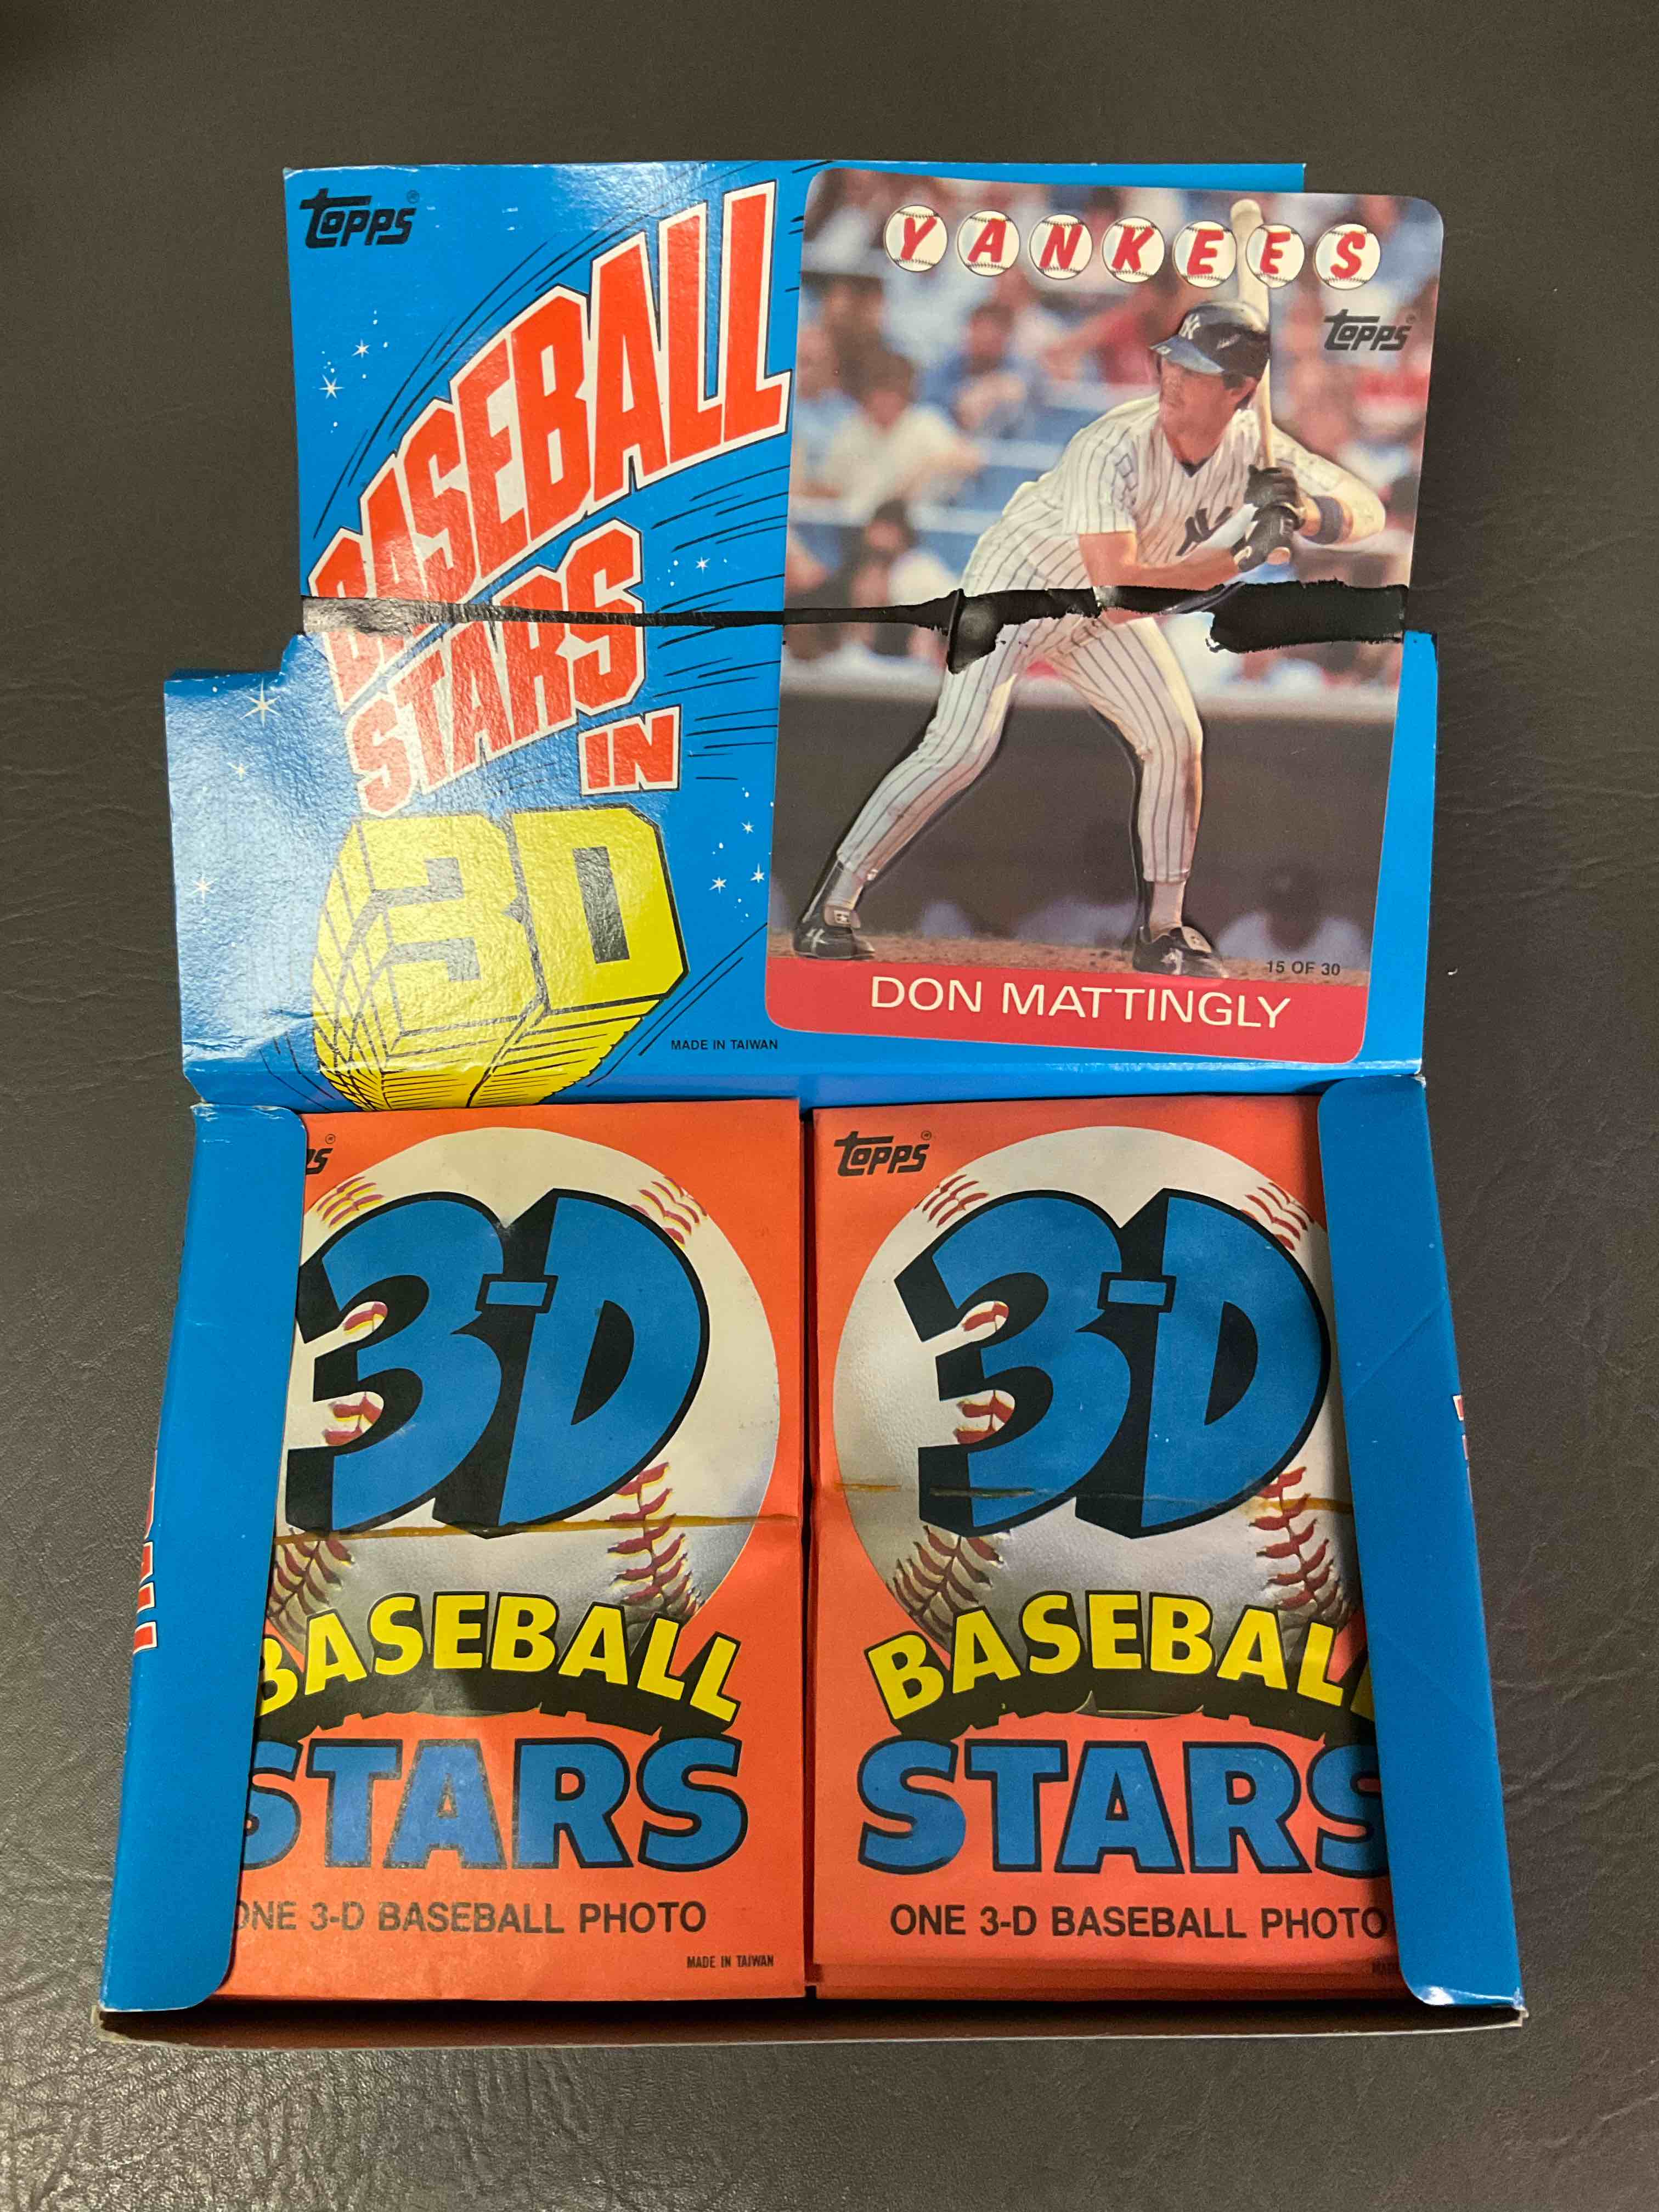 Topps®
BASEBALL
STARS
IN
3D
MADE IN TAIWAN
YANKEES
Topps®
15 OF 30
DON MATTINGLY
3-D
BASEBALL
STARS
ONE 3-D BASEBALL PHOTO
MADE IN TAIWAN
Topps®
3-D
BASEBALL
STARS
ONE 3-D BASEBALL PHOTO